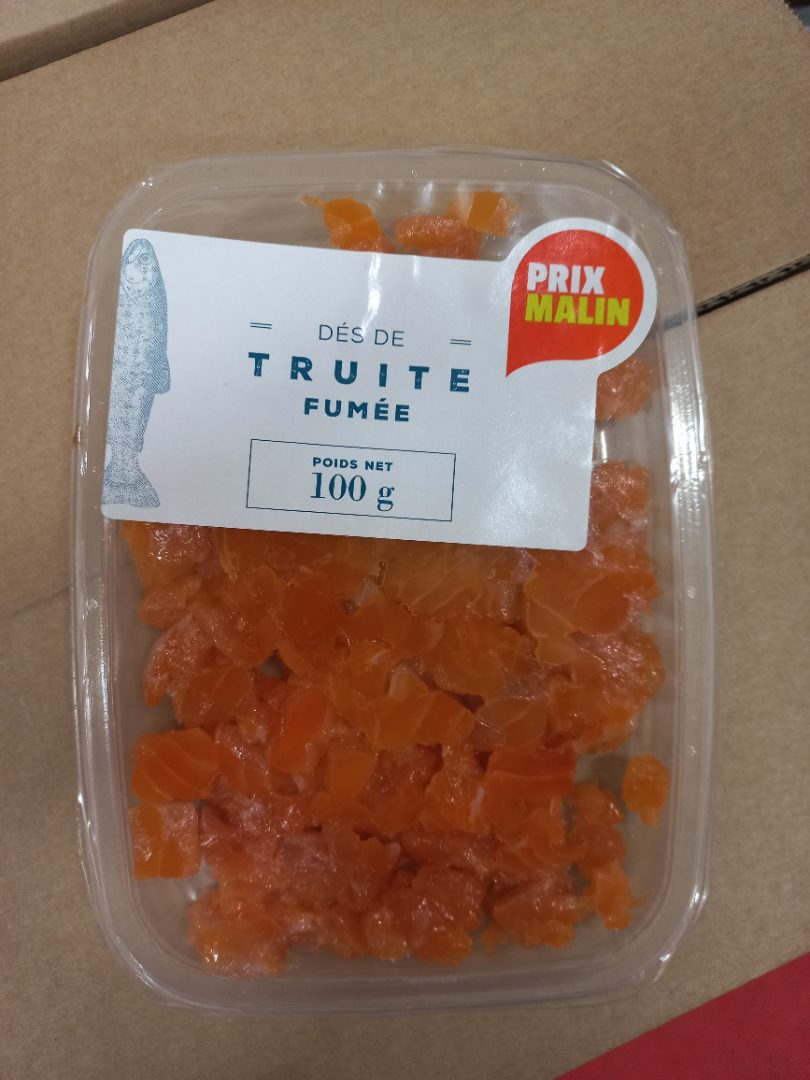 PRIX
MALIN
DÉS DE
TRUITE
FUMÉE
POIDS NET
100 g